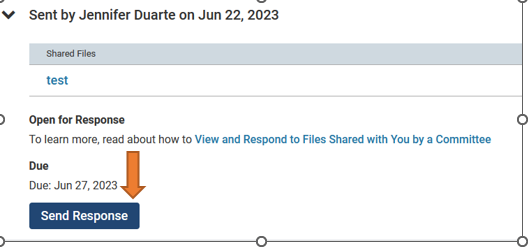 Sent by Jennifer Duarte on Jun 22, 2023
Shared Files
test
Open for Response
To learn more, read about how to View and Respond to Files Shared with You by a Committee
Due
Due: Jun 27, 2023
Send Response